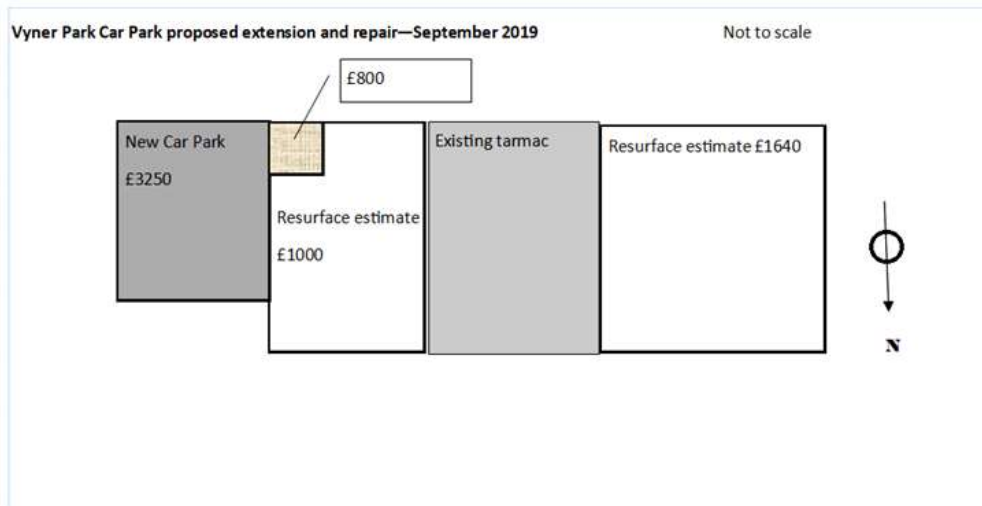 Vyner Park Car Park proposed extension and repair—September 2019
Not to scale
£800
New Car Park
£3250
Resurface estimate
£1000
Existing tarmac
Resurface estimate £1640
N